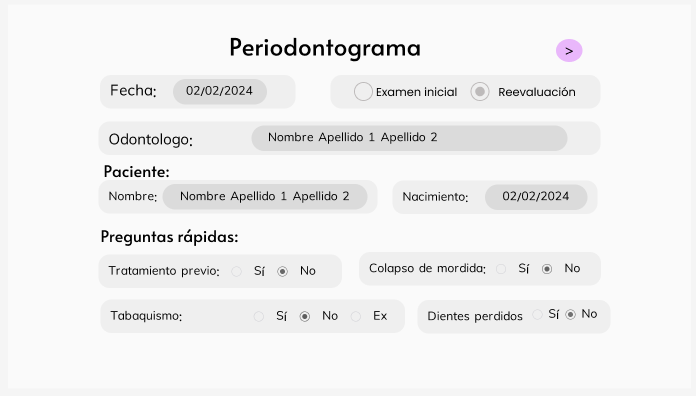 Periodontograma
>
Fecha: 02/02/2024 Examen inicial Reevaluación
Odontologo: Nombre Apellido 1 Apellido 2
Paciente:
Nombre: Nombre Apellido 1 Apellido 2 Nacimiento: 02/02/2024
Preguntas rápidas:
Tratamiento previo: Sí No Colapso de mordida: Sí No
Tabaquismo: Sí No Ex Dientes perdidos Sí No